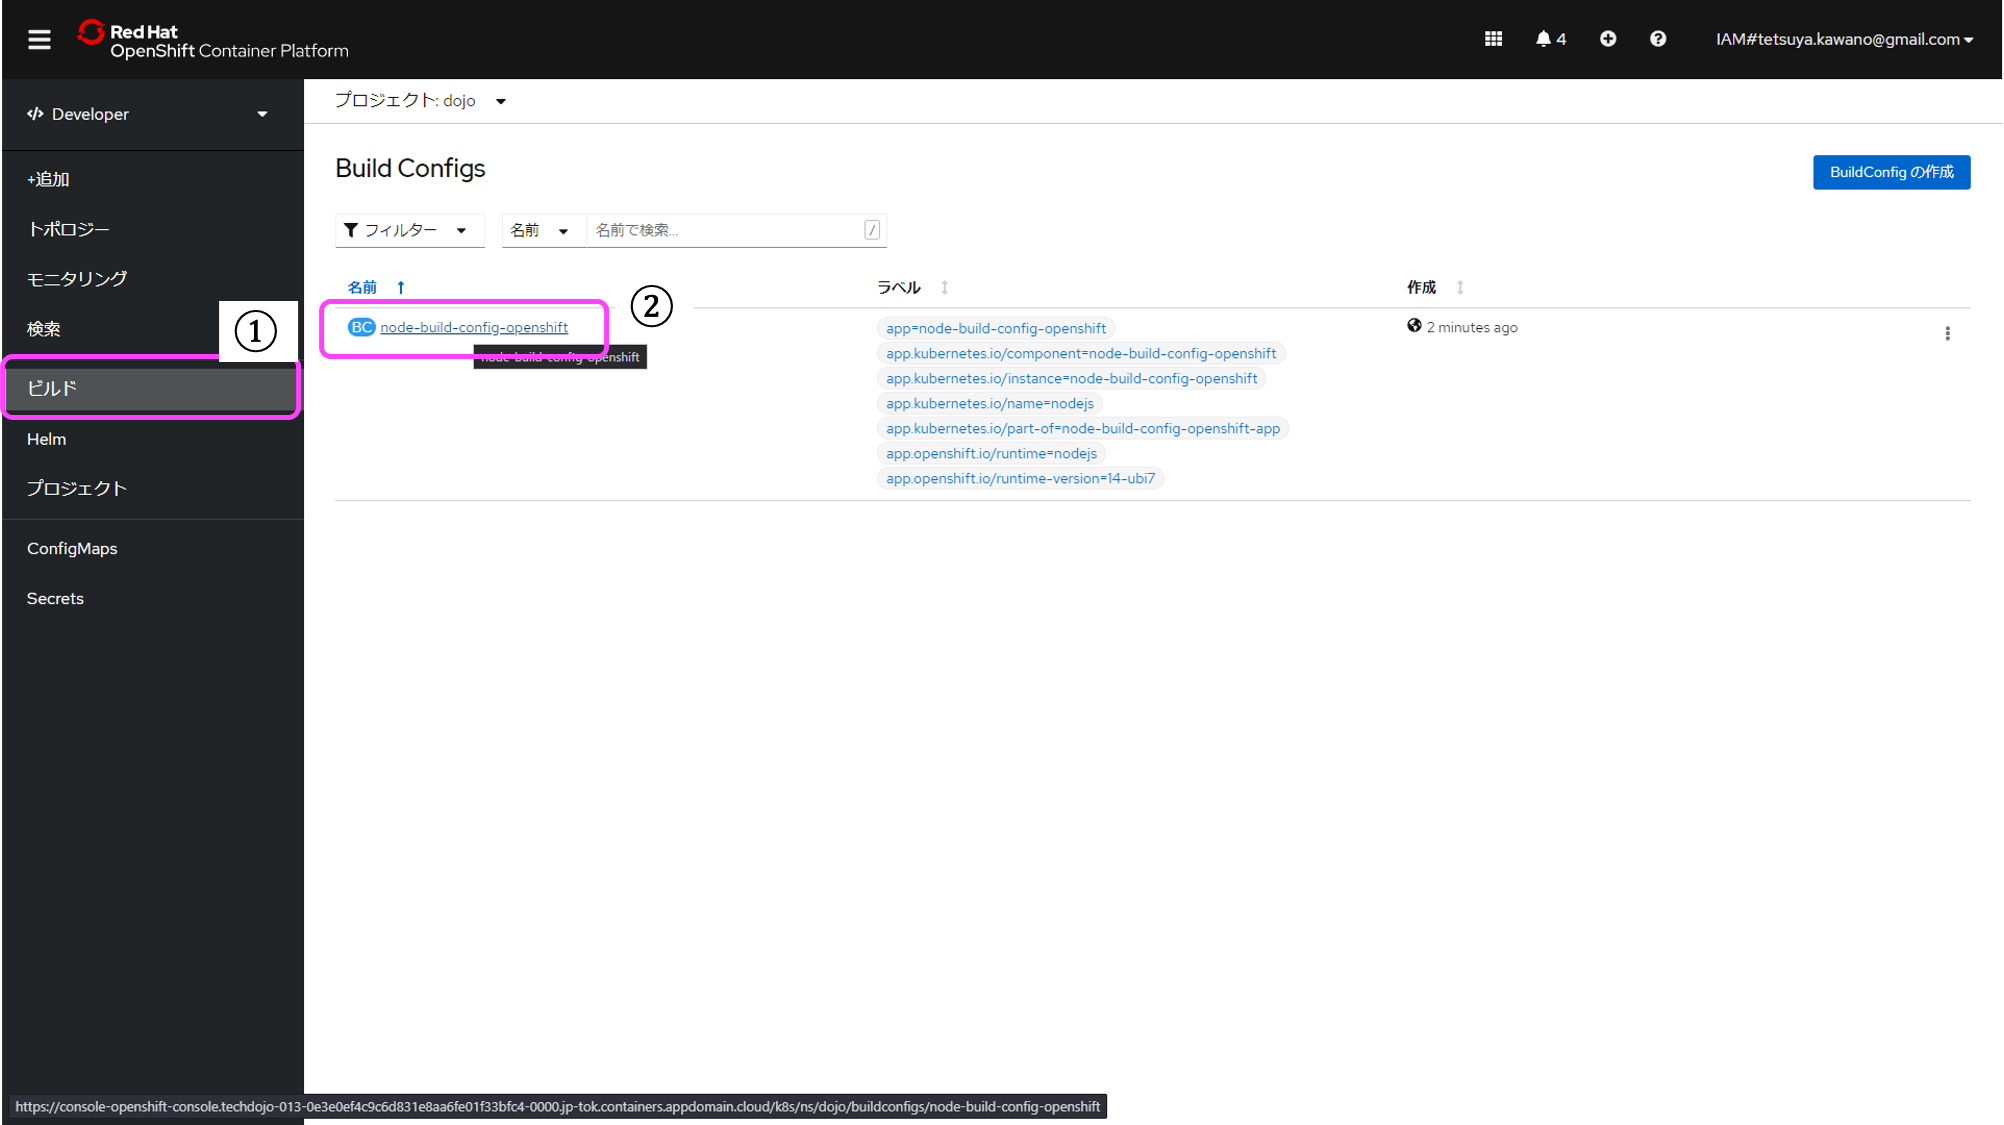 Red Hat
OpenShift Container Platform
4
IAM#tetsuya.kawano@gmail.com
Developer
+追加
トポロジー
モニタリング
検索
①
ビルド
Helm
プロジェクト
ConfigMaps
Secrets
プロジェクト: dojo
Build Configs
BuildConfig の作成
フィルター
名前
名前で検索...
/
名前
ラベル
作成
BC node-build-config-openshift
②
node-build-config-openshift
app=node-build-config-openshift
app.kubernetes.io/component=node-build-config-openshift
app.kubernetes.io/instance=node-build-config-openshift
app.kubernetes.io/name=nodejs
app.kubernetes.io/part-of=node-build-config-openshift-app
app.openshift.io/runtime=nodejs
app.openshift.io/runtime-version=14-ubi7
2 minutes ago
https://console-openshift-console.techdojo-013-0e3e0ef4c9c6d831e8aa6fe01f33bfc4-0000.jp-tok.containers.appdomain.cloud/k8s/ns/dojo/buildconfigs/node-build-config-openshift